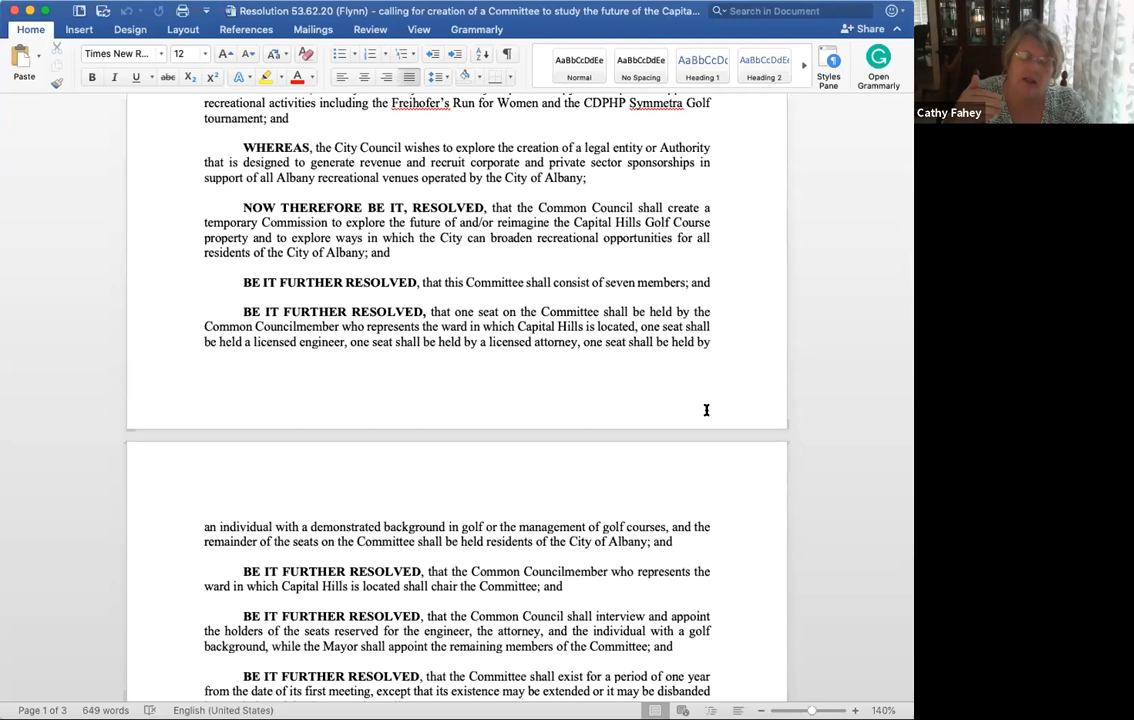 Resolution 53.62.20 (Flynn) - calling for creation of a Committee to study the future of the Capita...
Search in Document
Home Insert Design Layout References Mailings Review View Grammarly
Share
Paste
Times New R... 12
AaBbCcDdEe AaBbCcDdEe AaBbCcDc AaBbCcDdEe
Normal No Spacing Heading 1 Heading 2
Styles Pane
Open Grammarly
Cathy Fahey
recreational activities including the Freihofer's Run for Women and the CDPHP Symmetra Golf
tournament; and
WHEREAS, the City Council wishes to explore the creation of a legal entity or Authority
that is designed to generate revenue and recruit corporate and private sector sponsorships in
support of all Albany recreational venues operated by the City of Albany;
NOW THEREFORE BE IT, RESOLVED, that the Common Council shall create a
temporary Commission to explore the future of and/or reimagine the Capital Hills Golf Course
property and to explore ways in which the City can broaden recreational opportunities for all
residents of the City of Albany; and
BE IT FURTHER RESOLVED, that this Committee shall consist of seven members; and
BE IT FURTHER RESOLVED, that one seat on the Committee shall be held by the
Common Councilmember who represents the ward in which Capital Hills is located, one seat shall
be held a licensed engineer, one seat shall be held by a licensed attorney, one seat shall be held by
an individual with a demonstrated background in golf or the management of golf courses, and the
remainder of the seats on the Committee shall be held residents of the City of Albany; and
BE IT FURTHER RESOLVED, that the Common Councilmember who represents the
ward in which Capital Hills is located shall chair the Committee; and
BE IT FURTHER RESOLVED, that the Common Council shall interview and appoint
the holders of the seats reserved for the engineer, the attorney, and the individual with a golf
background, while the Mayor shall appoint the remaining members of the Committee; and
BE IT FURTHER RESOLVED, that the Committee shall exist for a period of one year
from the date of its first meeting, except that its existence may be extended or it may be disbanded
Page 1 of 3 649 words English (United States) 140%